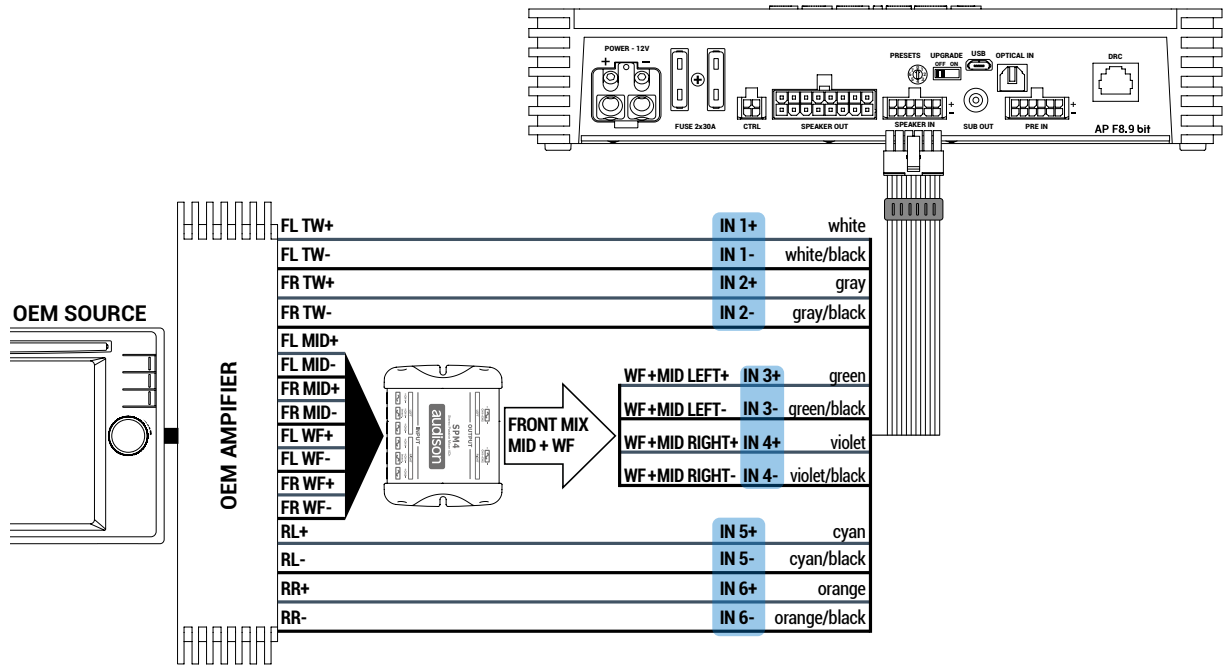 POWER - 12V
+ −
FUSE 2x30A
CTRL
SPEAKER OUT
PRESETS
UPGRADE
OFF ON
USB
OPTICAL IN
DRC
SPEAKER IN
+
-
SUB OUT
PRE IN
+
-
AP F8.9 bit
OEM SOURCE
OEM AMPIFIER
FL TW+ IN 1+ white
FL TW- IN 1- white/black
FR TW+ IN 2+ gray
FR TW- IN 2- gray/black
FL MID+
FL MID-
FR MID+
FR MID-
FL WF+
FL WF-
FR WF+
FR WF-
audison
SPM4
INPUT
OUTPUT
FRONT MIX
MID + WF
WF+MID LEFT+ IN 3+ green
WF+MID LEFT- IN 3- green/black
WF+MID RIGHT+ IN 4+ violet
WF+MID RIGHT- IN 4- violet/black
RL+ IN 5+ cyan
RL- IN 5- cyan/black
RR+ IN 6+ orange
RR- IN 6- orange/black